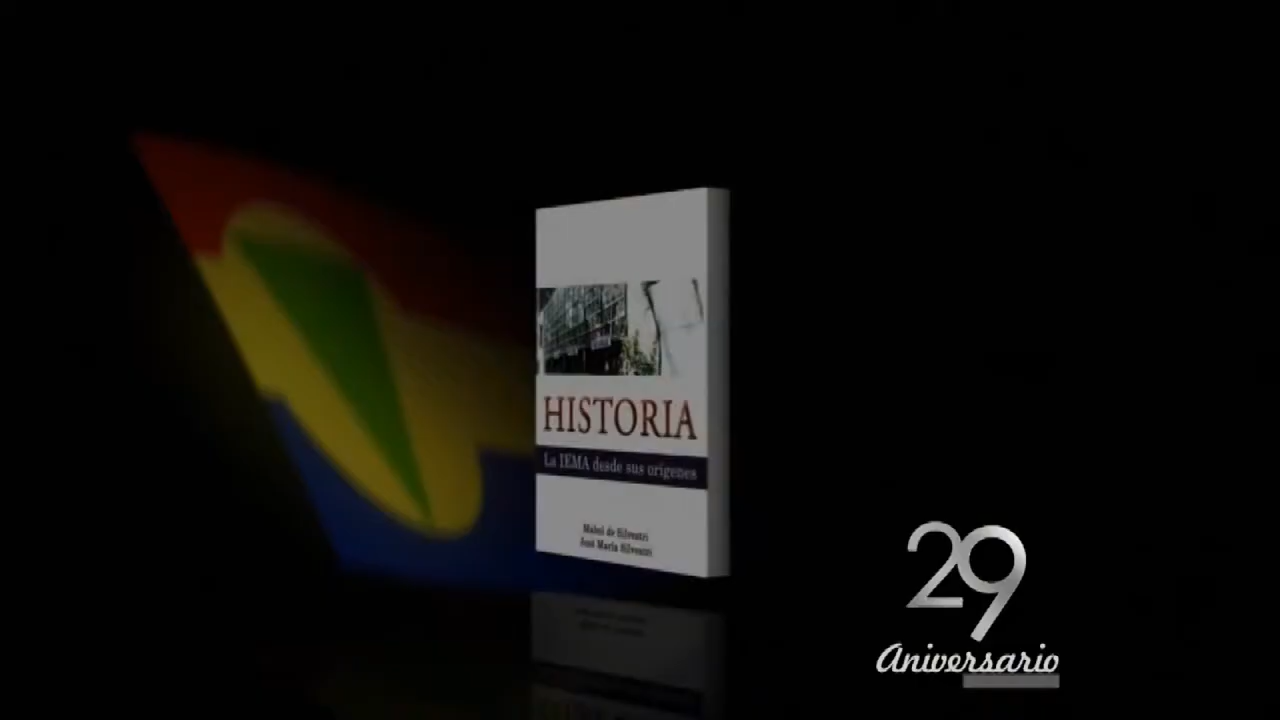 HISTORIA
La IEMA desde sus orígenes
Mabel de Silvestri
José María Silvestri
29
Aniversario